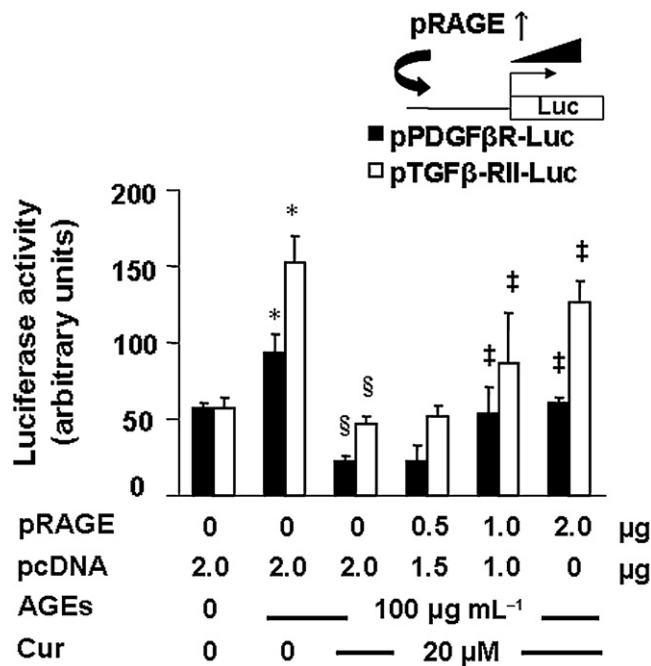 pRAGE ↑
Luc
■ pPDGFβR-Luc
□ pTGFβ-RII-Luc
Luciferase activity
(arbitrary units)
200
150
100
50
0
* *
§ §
‡ ‡
‡ ‡
pRAGE 0 0 0 0.5 1.0 2.0 µg
pcDNA 2.0 2.0 2.0 1.5 1.0 0 µg
AGEs 0 100 µg mL⁻¹
Cur 0 0 20 µM